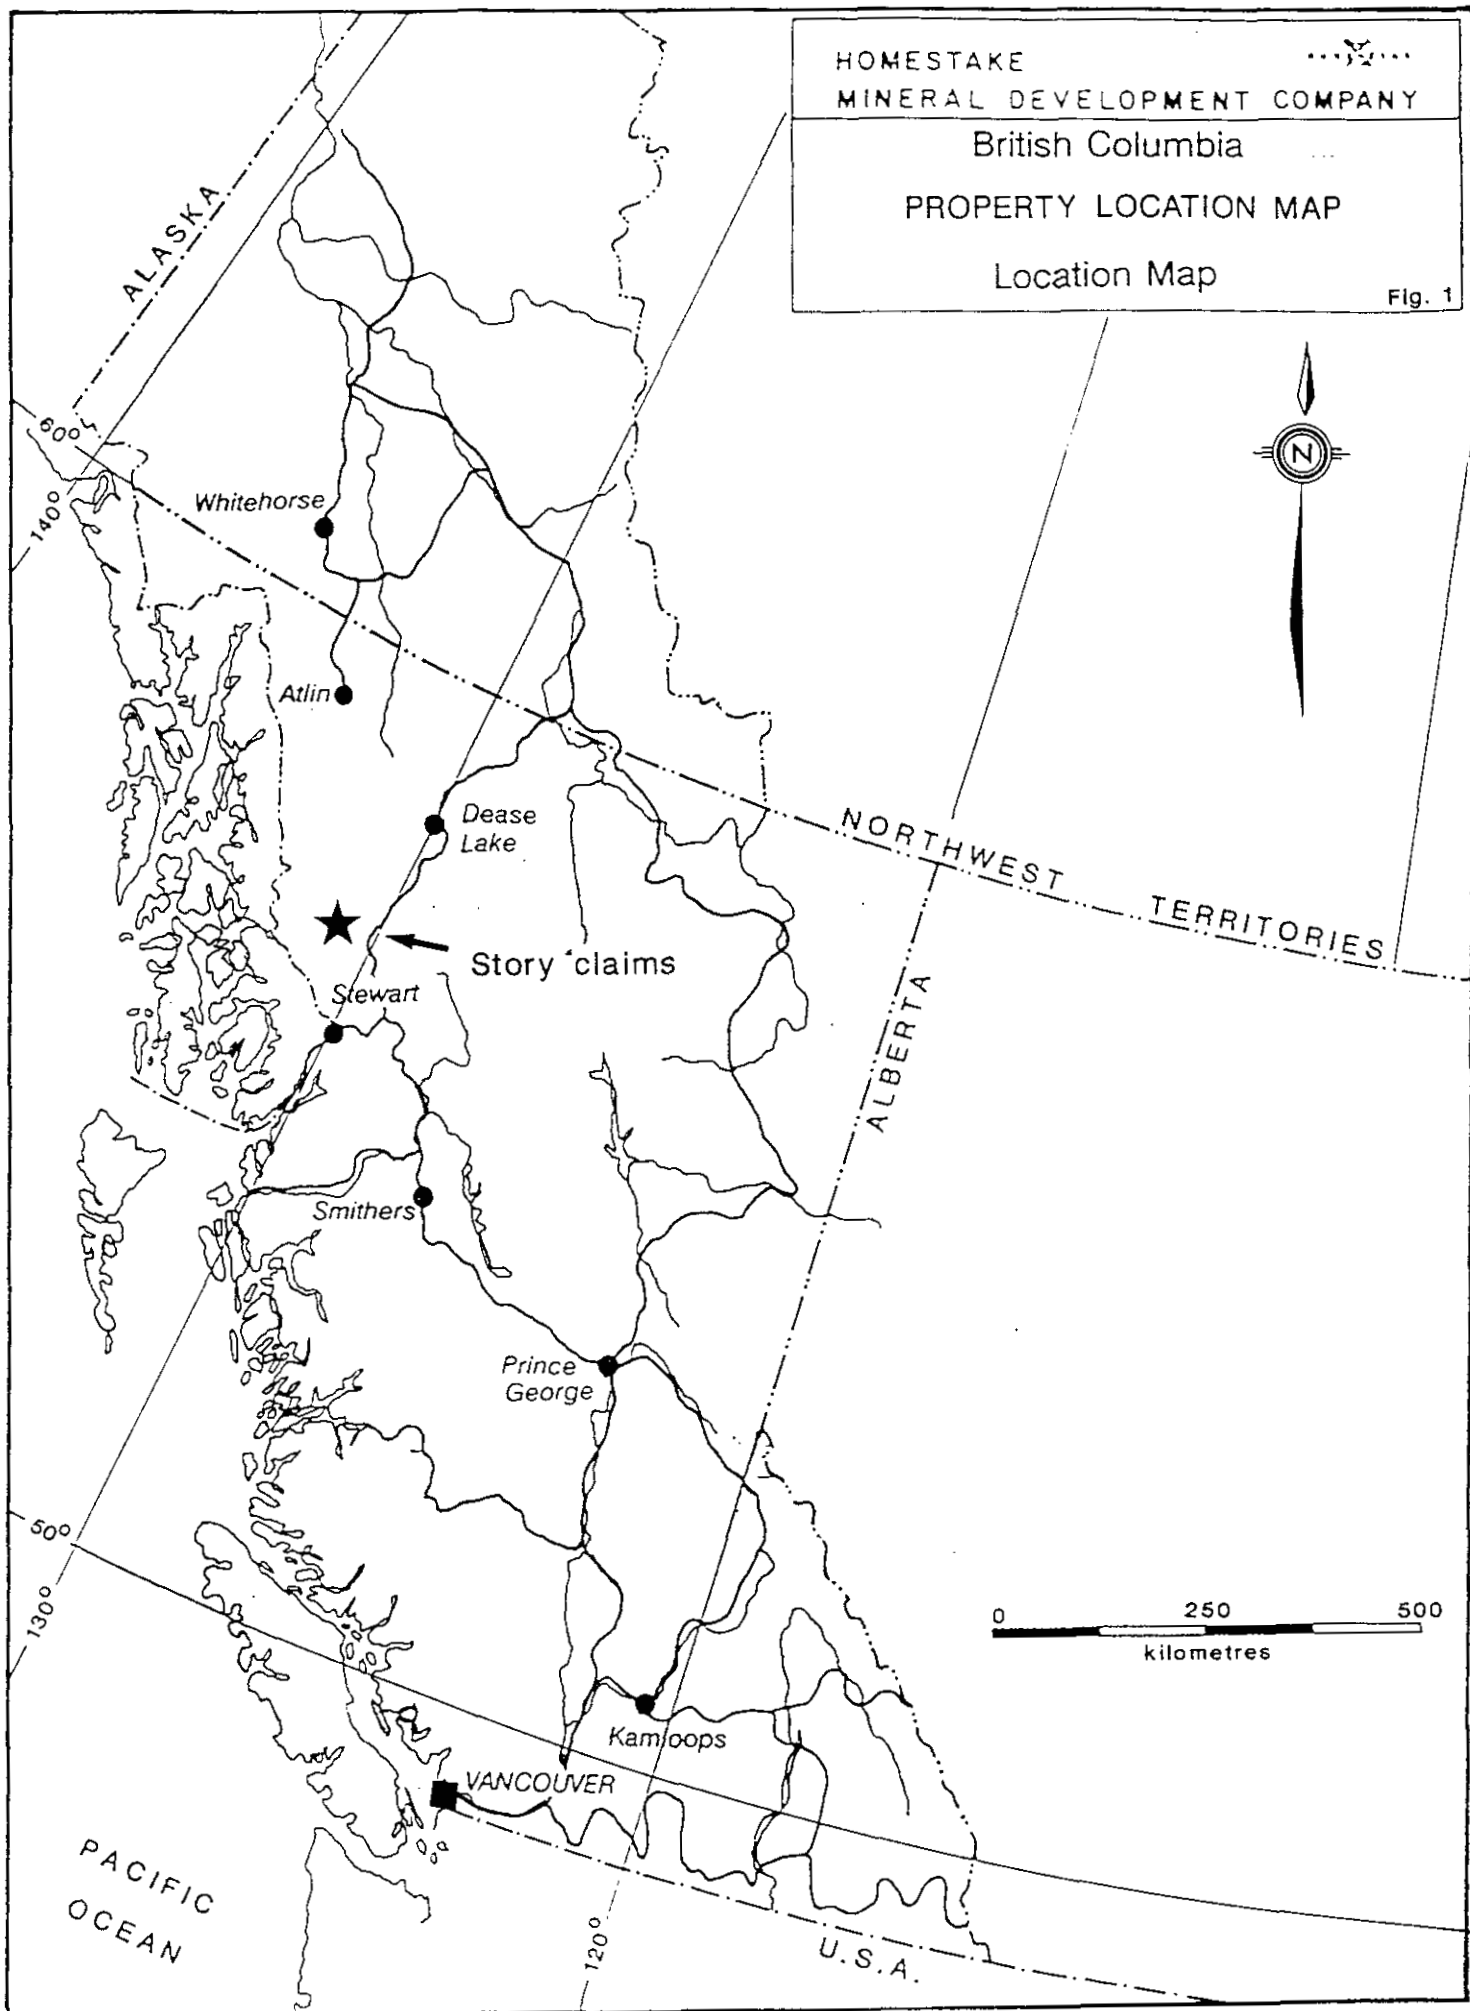 HOMESTAKE
MINERAL DEVELOPMENT COMPANY
British Columbia
PROPERTY LOCATION MAP
Location Map
Fig. 1
ALASKA
60°
140°
N
Whitehorse
Atlin
Dease
Lake
NORTHWEST TERRITORIES
Story claims
Stewart
ALBERTA
Smithers
Prince
George
50°
130°
0 250 500
kilometres
Kamloops
VANCOUVER
PACIFIC
OCEAN
120°
U.S.A.